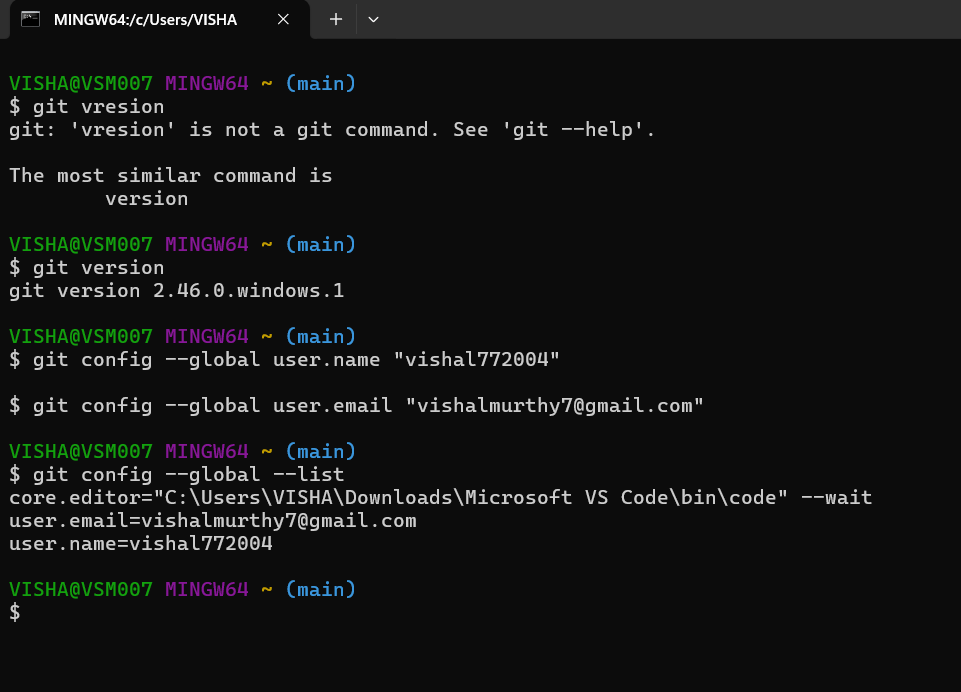 MINGW64:/c/Users/VISHA
VISHA@VSM007 MINGW64 ~ (main)
$ git vresion
git: 'vresion' is not a git command. See 'git --help'.
The most similar command is
version
VISHA@VSM007 MINGW64 ~ (main)
$ git version
git version 2.46.0.windows.1
VISHA@VSM007 MINGW64 ~ (main)
$ git config --global user.name "vishal772004"
$ git config --global user.email "vishalmurthy7@gmail.com"
VISHA@VSM007 MINGW64 ~ (main)
$ git config --global --list
core.editor="C:\Users\VISHA\Downloads\Microsoft VS Code\bin\code" --wait
user.email=vishalmurthy7@gmail.com
user.name=vishal772004
VISHA@VSM007 MINGW64 ~ (main)
$